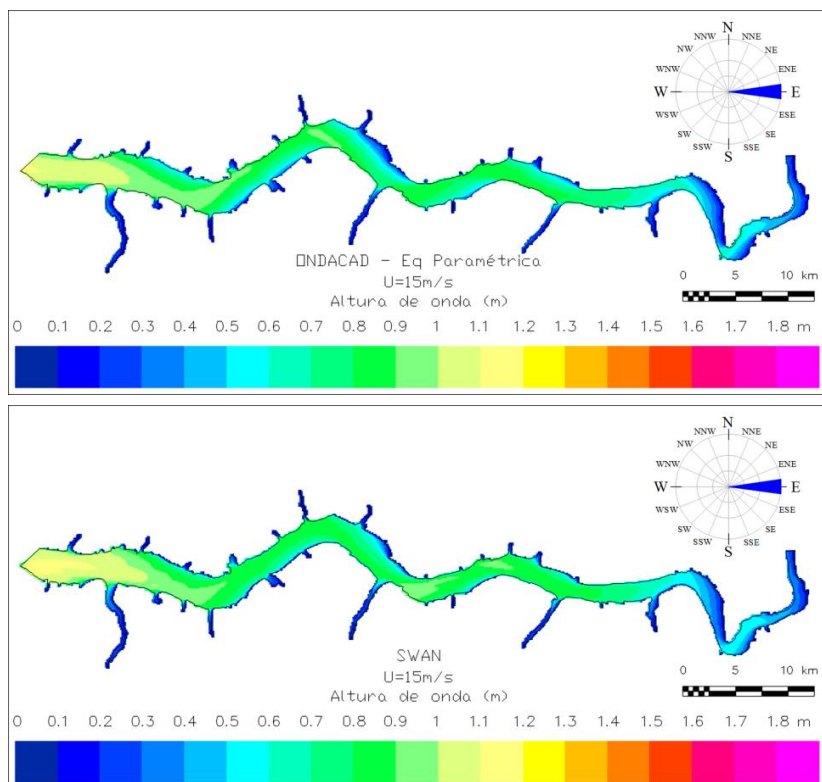 N
NNW NNE
NW NE
WNW ENE
W E
WSW ESE
SW SE
SSW SSE
S
ONDACAD - Eq Paramétrica
U=15m/s
Altura de onda (m)
0 5 10 km
0 0.1 0.2 0.3 0.4 0.5 0.6 0.7 0.8 0.9 1 1.1 1.2 1.3 1.4 1.5 1.6 1.7 1.8 m
N
NNW NNE
NW NE
WNW ENE
W E
WSW ESE
SW SE
SSW SSE
S
SWAN
U=15m/s
Altura de onda (m)
0 5 10 km
0 0.1 0.2 0.3 0.4 0.5 0.6 0.7 0.8 0.9 1 1.1 1.2 1.3 1.4 1.5 1.6 1.7 1.8 m